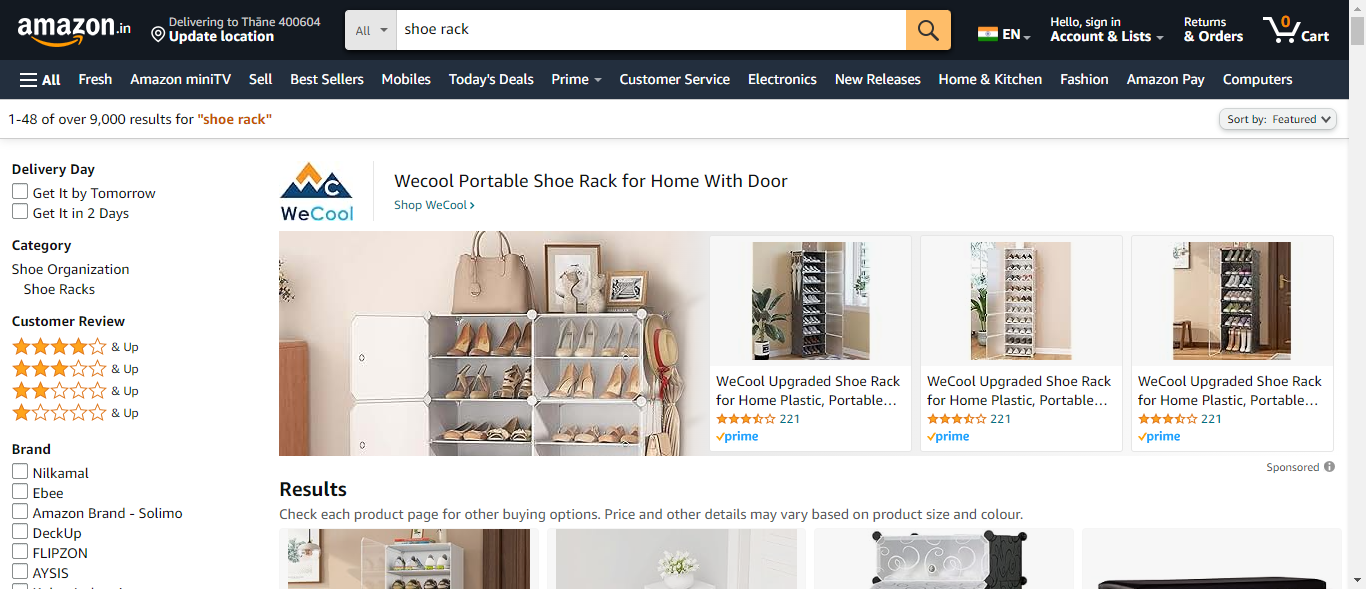 amazon.in
Delivering to Thāne 400604
Update location
All
shoe rack
EN
Hello, sign in
Account & Lists
Returns
& Orders
0
Cart
All
Fresh
Amazon miniTV
Sell
Best Sellers
Mobiles
Today's Deals
Prime
Customer Service
Electronics
New Releases
Home & Kitchen
Fashion
Amazon Pay
Computers
1-48 of over 9,000 results for "shoe rack"
Sort by: Featured
Delivery Day
Get It by Tomorrow
Get It in 2 Days
Category
Shoe Organization
Shoe Racks
Customer Review
& Up
& Up
& Up
& Up
Brand
Nilkamal
Ebee
Amazon Brand - Solimo
DeckUp
FLIPZON
AYSIS
WeCool
Wecool Portable Shoe Rack for Home With Door
Shop WeCool ›
WeCool Upgraded Shoe Rack
for Home Plastic, Portable…
221
prime
WeCool Upgraded Shoe Rack
for Home Plastic, Portable…
221
prime
WeCool Upgraded Shoe Rack
for Home Plastic, Portable…
221
prime
Sponsored
Results
Check each product page for other buying options. Price and other details may vary based on product size and colour.